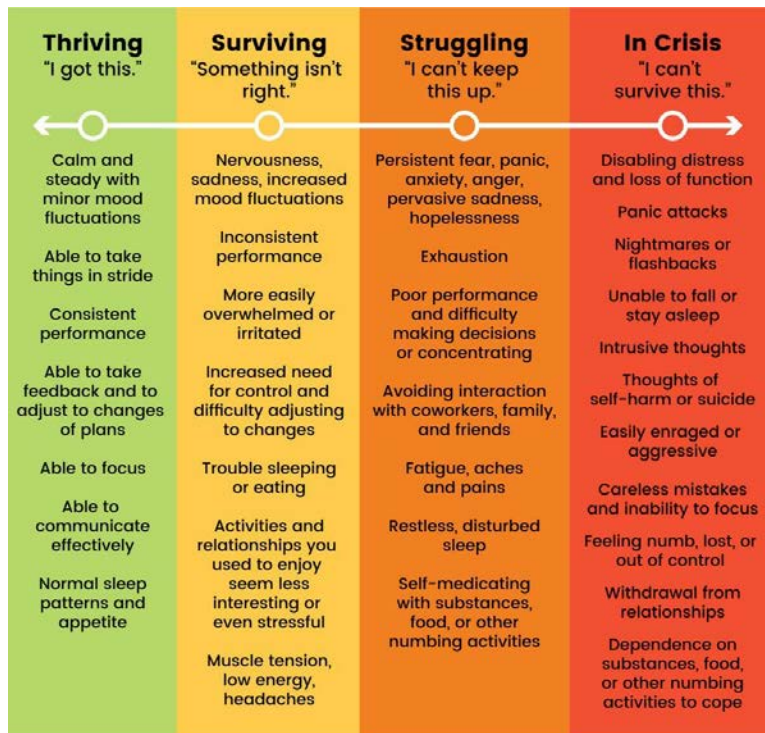 Thriving
"I got this."
Calm and
steady with
minor mood
fluctuations
Able to take
things in stride
Consistent
performance
Able to take
feedback and to
adjust to changes
of plans
Able to focus
Able to
communicate
effectively
Normal sleep
patterns and
appetite
Surviving
"Something isn't
right."
Nervousness,
sadness, increased
mood fluctuations
Inconsistent
performance
More easily
overwhelmed or
irritated
Increased need
for control and
difficulty adjusting
to changes
Trouble sleeping
or eating
Activities and
relationships you
used to enjoy
seem less
interesting or
even stressful
Muscle tension,
low energy,
headaches
Struggling
"I can't keep
this up."
Persistent fear, panic,
anxiety, anger,
pervasive sadness,
hopelessness
Exhaustion
Poor performance
and difficulty
making decisions
or concentrating
Avoiding interaction
with coworkers, family,
and friends
Fatigue, aches
and pains
Restless, disturbed
sleep
Self-medicating
with substances,
food, or other
numbing activities
In Crisis
"I can't
survive this."
Disabling distress
and loss of function
Panic attacks
Nightmares or
flashbacks
Unable to fall or
stay asleep
Intrusive thoughts
Thoughts of
self-harm or suicide
Easily enraged or
aggressive
Careless mistakes
and inability to focus
Feeling numb, lost, or
out of control
Withdrawal from
relationships
Dependence on
substances, food,
or other numbing
activities to cope